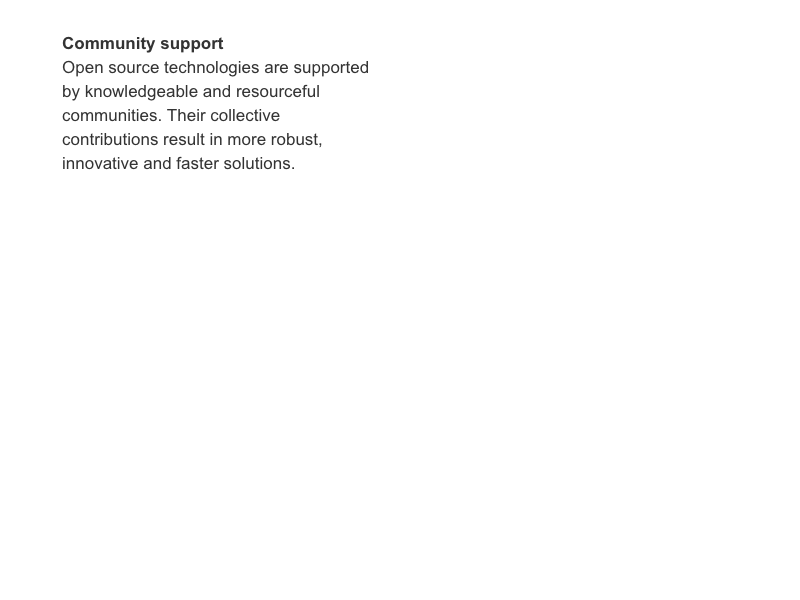 Community support
Open source technologies are supported
by knowledgeable and resourceful
communities. Their collective
contributions result in more robust,
innovative and faster solutions.